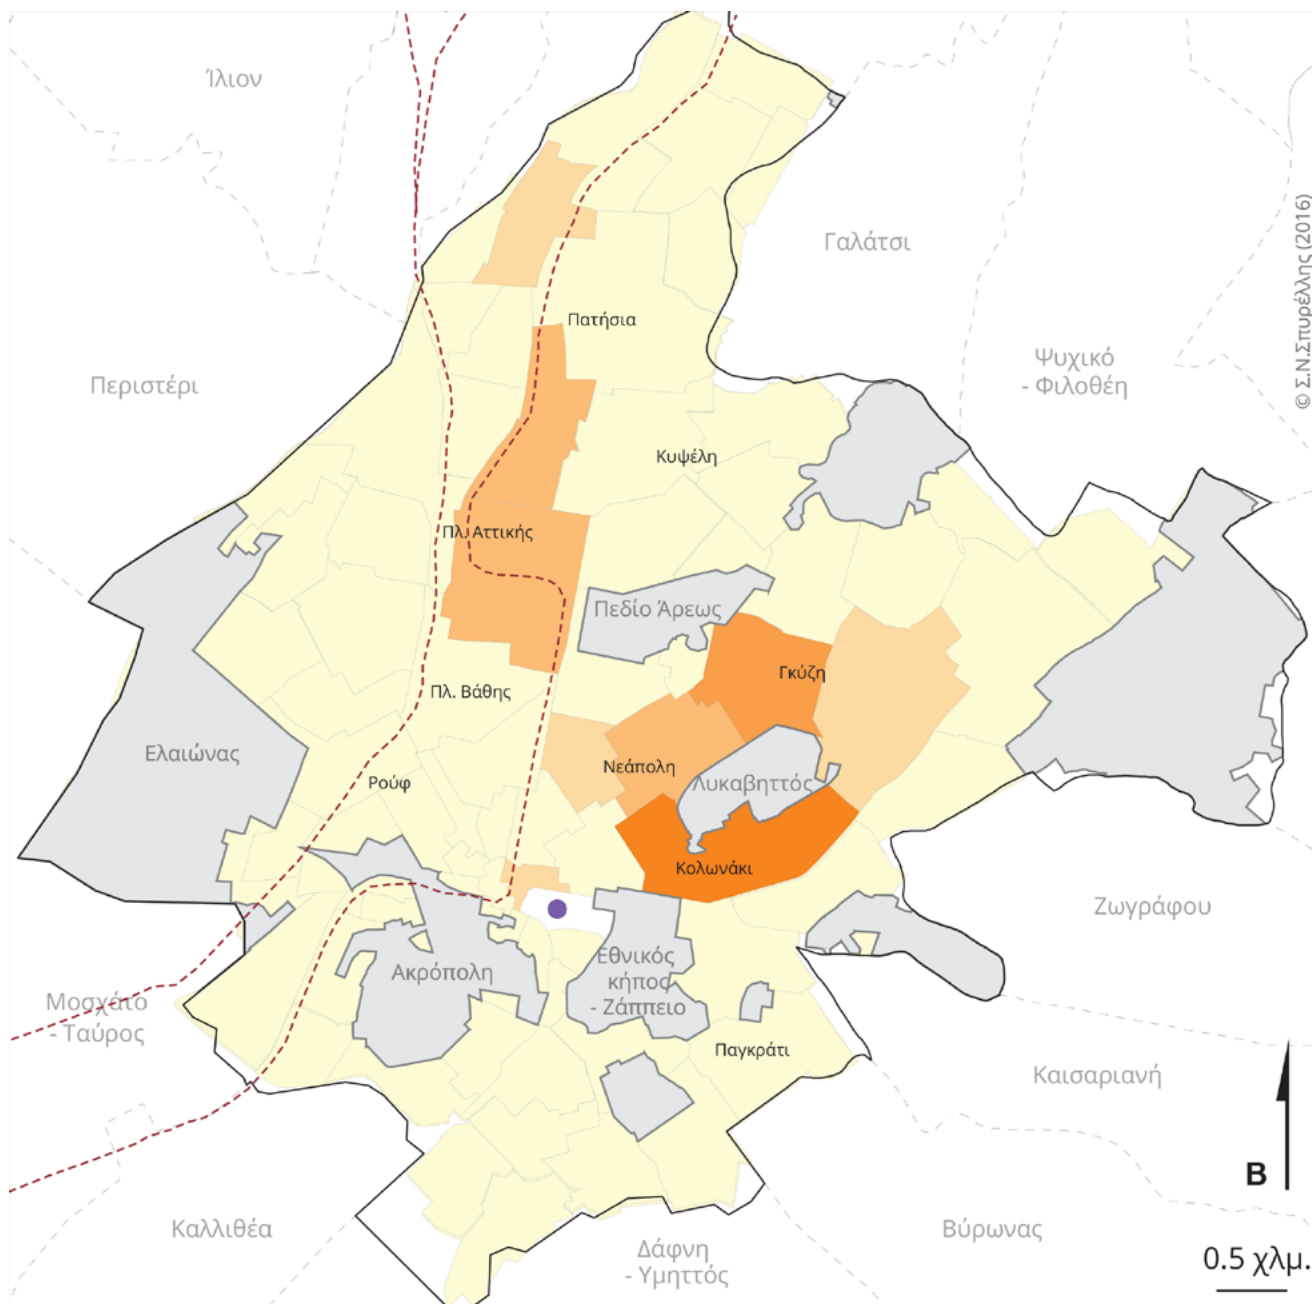 Ίλιον
© Σ.Ν.Σπυρέλλης (2016)
Γαλάτσι
Πατήσια
Ψυχικό
- Φιλοθέη
Περιστέρι
Κυψέλη
Πλ. Αττικής
Πεδίο Άρεως
Γκύζη
Πλ. Βάθης
Ελαιώνας
Νεάπολη
Ρούφ
Λυκαβηττός
Κολωνάκι
Ζωγράφου
Ακρόπολη
Εθνικός
κήπος
- Ζάππειο
Μοσχάτο
- Ταύρος
Παγκράτι
Καισαριανή
Β
Καλλιθέα
Βύρωνας
Δάφνη
- Υμηττός
0.5 χλμ.